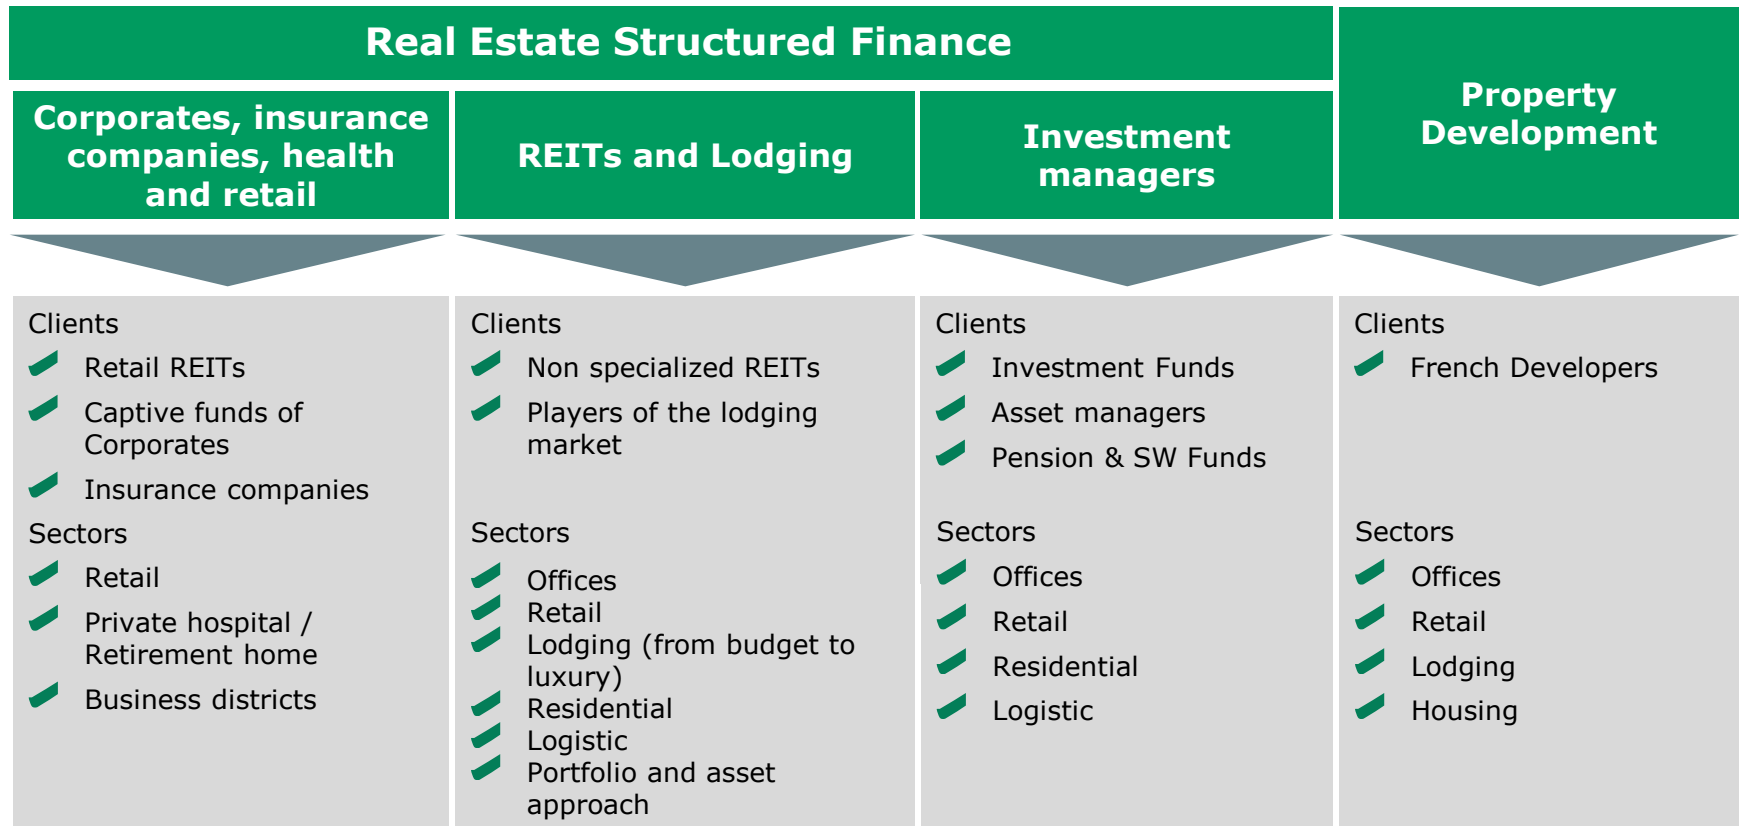 Real Estate Structured Finance
Property
Development
Corporates, insurance
companies, health
and retail
REITs and Lodging
Investment
managers
Clients
Retail REITs
Captive funds of
Corporates
Insurance companies
Sectors
Retail
Private hospital /
Retirement home
Business districts
Clients
Non specialized REITs
Players of the lodging
market
Sectors
Offices
Retail
Lodging (from budget to
luxury)
Residential
Logistic
Portfolio and asset
approach
Clients
Investment Funds
Asset managers
Pension & SW Funds
Sectors
Offices
Retail
Residential
Logistic
Clients
French Developers
Sectors
Offices
Retail
Lodging
Housing